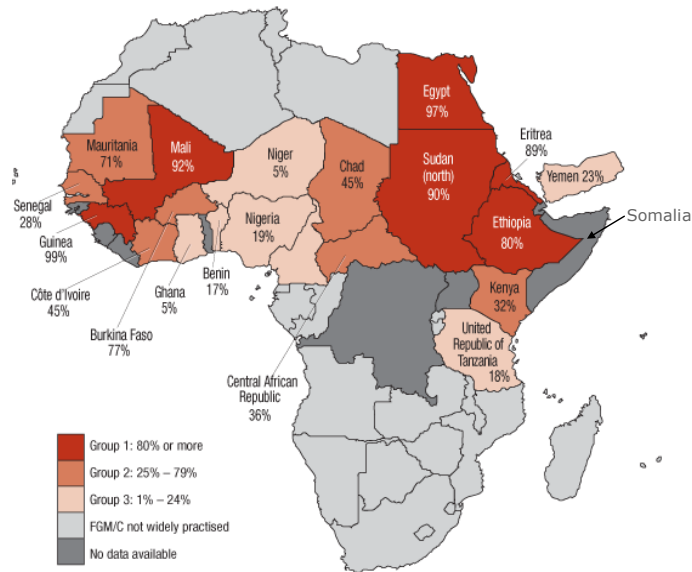 Egypt
97%
Mauritania
71%
Mali
92%
Niger
5%
Chad
45%
Sudan
(north)
90%
Eritrea
89%
Yemen 23%
Senegal
28%
Guinea
99%
Nigeria
19%
Ethiopia
80%
Somalia
Côte d'Ivoire
45%
Ghana
5%
Benin
17%
Burkina Faso
77%
Kenya
32%
United
Republic of
Tanzania
18%
Central African
Republic
36%
Group 1: 80% or more
Group 2: 25% – 79%
Group 3: 1% – 24%
FGM/C not widely practised
No data available